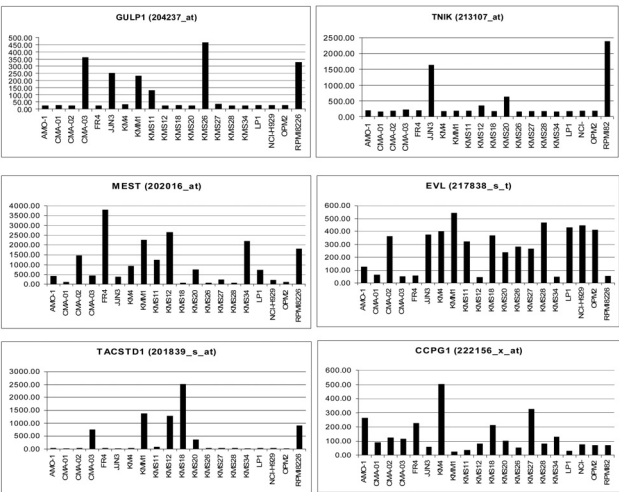 GULP1 (204237_at)
500.00
450.00
400.00
350.00
300.00
250.00
200.00
150.00
100.00
50.00
0.00
AMO-1
CMA-01
CMA-02
CMA-03
FR4
JJN3
KM4
KMM1
KMS11
KMS12
KMS18
KMS20
KMS26
KMS27
KMS28
KMS34
LP1
NCI-H929
OPM2
RPMI8226
TNIK (213107_at)
2500.00
2000.00
1500.00
1000.00
500.00
0.00
AMO-1
CMA-01
CMA-02
CMA-03
FR4
JJN3
KM4
KMM1
KMS11
KMS12
KMS18
KMS20
KMS26
KMS27
KMS28
KMS34
LP1
NCI-
OPM2
RPMI82
MEST (202016_at)
4000.00
3500.00
3000.00
2500.00
2000.00
1500.00
1000.00
500.00
0.00
AMO-1
CMA-01
CMA-02
CMA-03
FR4
JJN3
KM4
KMM1
KMS11
KMS12
KMS18
KMS20
KMS26
KMS27
KMS28
KMS34
LP1
NCI-H929
OPM2
RPMI8226
EVL (217838_s_t)
600.00
500.00
400.00
300.00
200.00
100.00
0.00
AMO-1
CMA-01
CMA-02
CMA-03
FR4
JJN3
KM4
KMM1
KMS11
KMS12
KMS18
KMS20
KMS26
KMS27
KMS28
KMS34
LP1
NCI-H929
OPM2
RPMI8226
TACSTD1 (201839_s_at)
3000.00
2500.00
2000.00
1500.00
1000.00
500.00
0.00
AMO-1
CMA-01
CMA-02
CMA-03
FR4
JJN3
KM4
KMM1
KMS11
KMS12
KMS18
KMS20
KMS26
KMS27
KMS28
KMS34
LP1
NCI-H929
OPM2
RPMI8226
CCPG1 (222156_x_at)
600.00
500.00
400.00
300.00
200.00
100.00
0.00
AMO-1
CMA-01
CMA-02
CMA-03
FR4
JJN3
KM4
KMM1
KMS11
KMS12
KMS18
KMS20
KMS26
KMS27
KMS28
KMS34
LP1
NCI-
OPM2
RPMI82